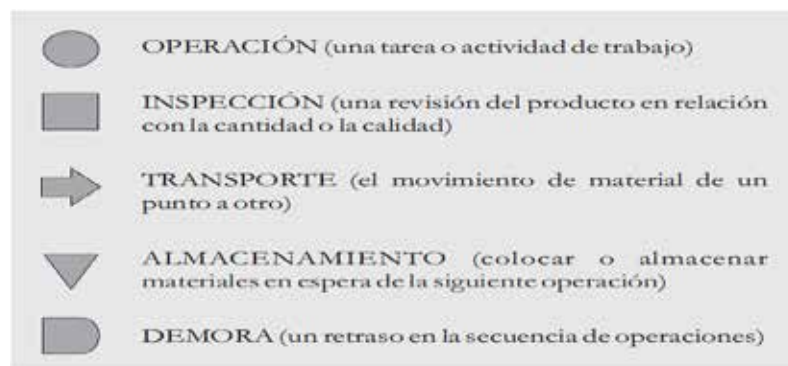 OPERACIÓN (una tarea o actividad de trabajo)
INSPECCIÓN (una revisión del producto en relación
con la cantidad o la calidad)
TRANSPORTE (el movimiento de material de un
punto a otro)
ALMACENAMIENTO (colocar o almacenar
materiales en espera de la siguiente operación)
DEMORA (un retraso en la secuencia de operaciones)